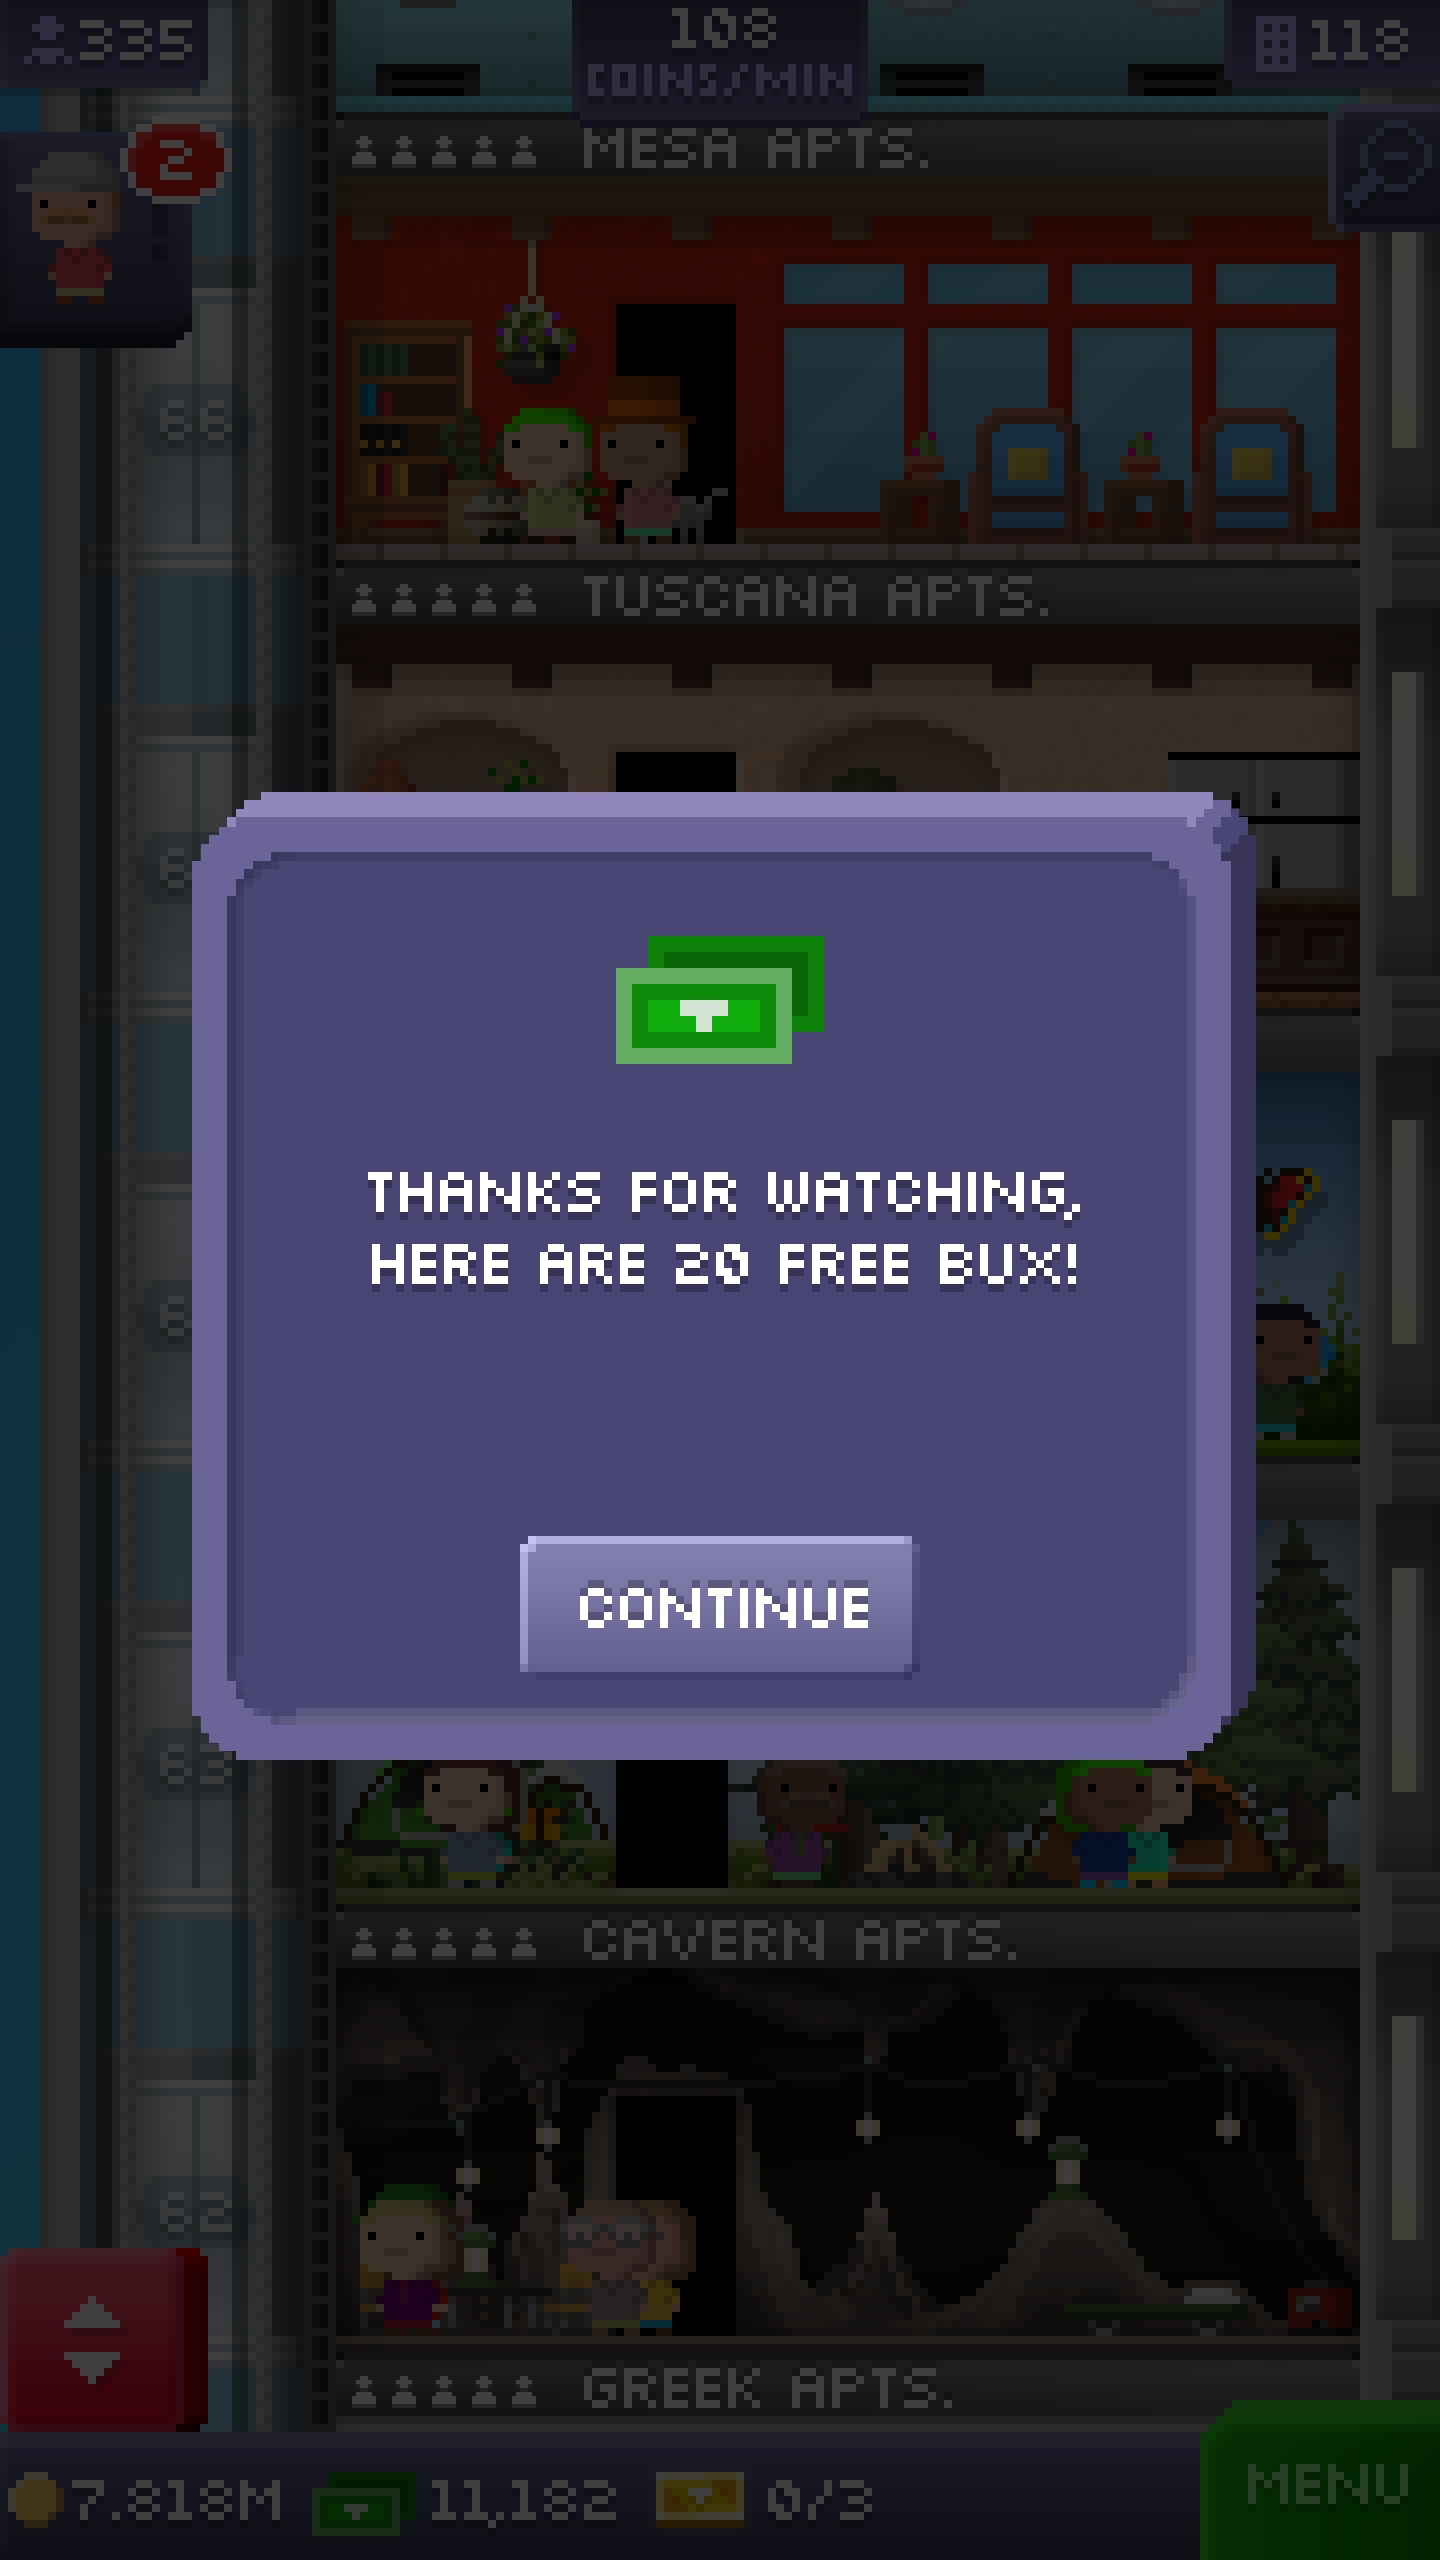 335
108
COINS/MIN
118
2
MESA APTS.
66
TUSCANA APTS.
THANKS FOR WATCHING,
HERE ARE 20 FREE BUX!
CONTINUE
63
CAVERN APTS.
62
GREEK APTS.
7.818M
11,182
0/3
MENU